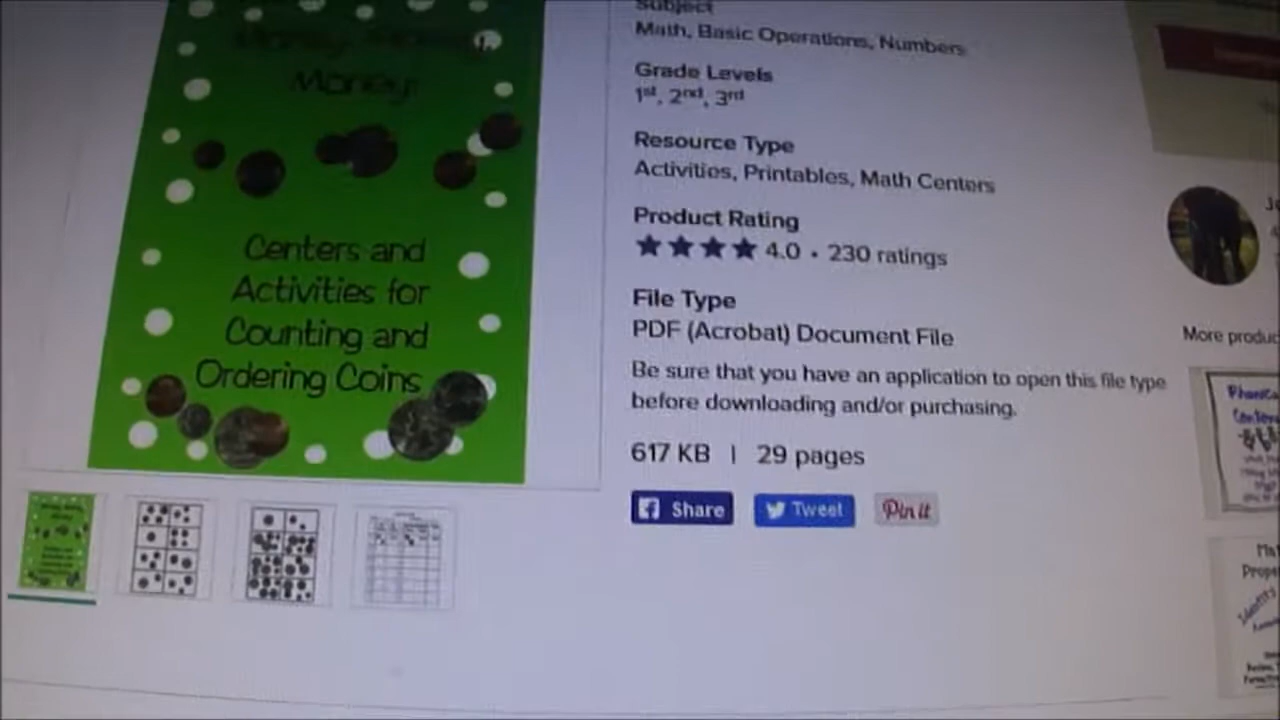 Money, Money,
Money!
Centers and
Activities for
Counting and
Ordering Coins
Subject
Math, Basic Operations, Numbers
Grade Levels
1st, 2nd, 3rd
Resource Type
Activities, Printables, Math Centers
Product Rating
4.0 • 230 ratings
File Type
PDF (Acrobat) Document File
Be sure that you have an application to open this file type
before downloading and/or purchasing.
617 KB | 29 pages
Share
Tweet
Pin it
More produc